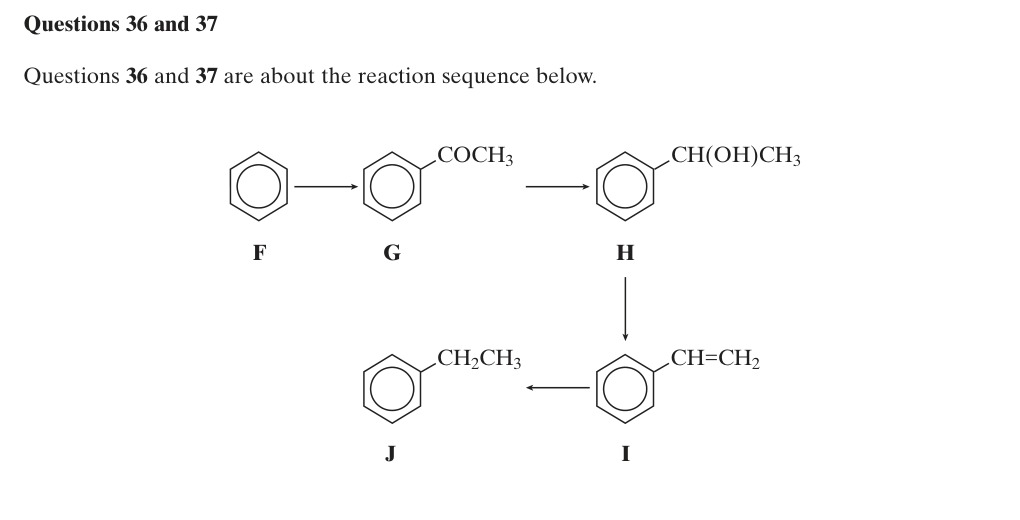 Questions 36 and 37
Questions 36 and 37 are about the reaction sequence below.
COCH₃
CH(OH)CH₃
F
G
H
CH₂CH₃
CH=CH₂
J
I